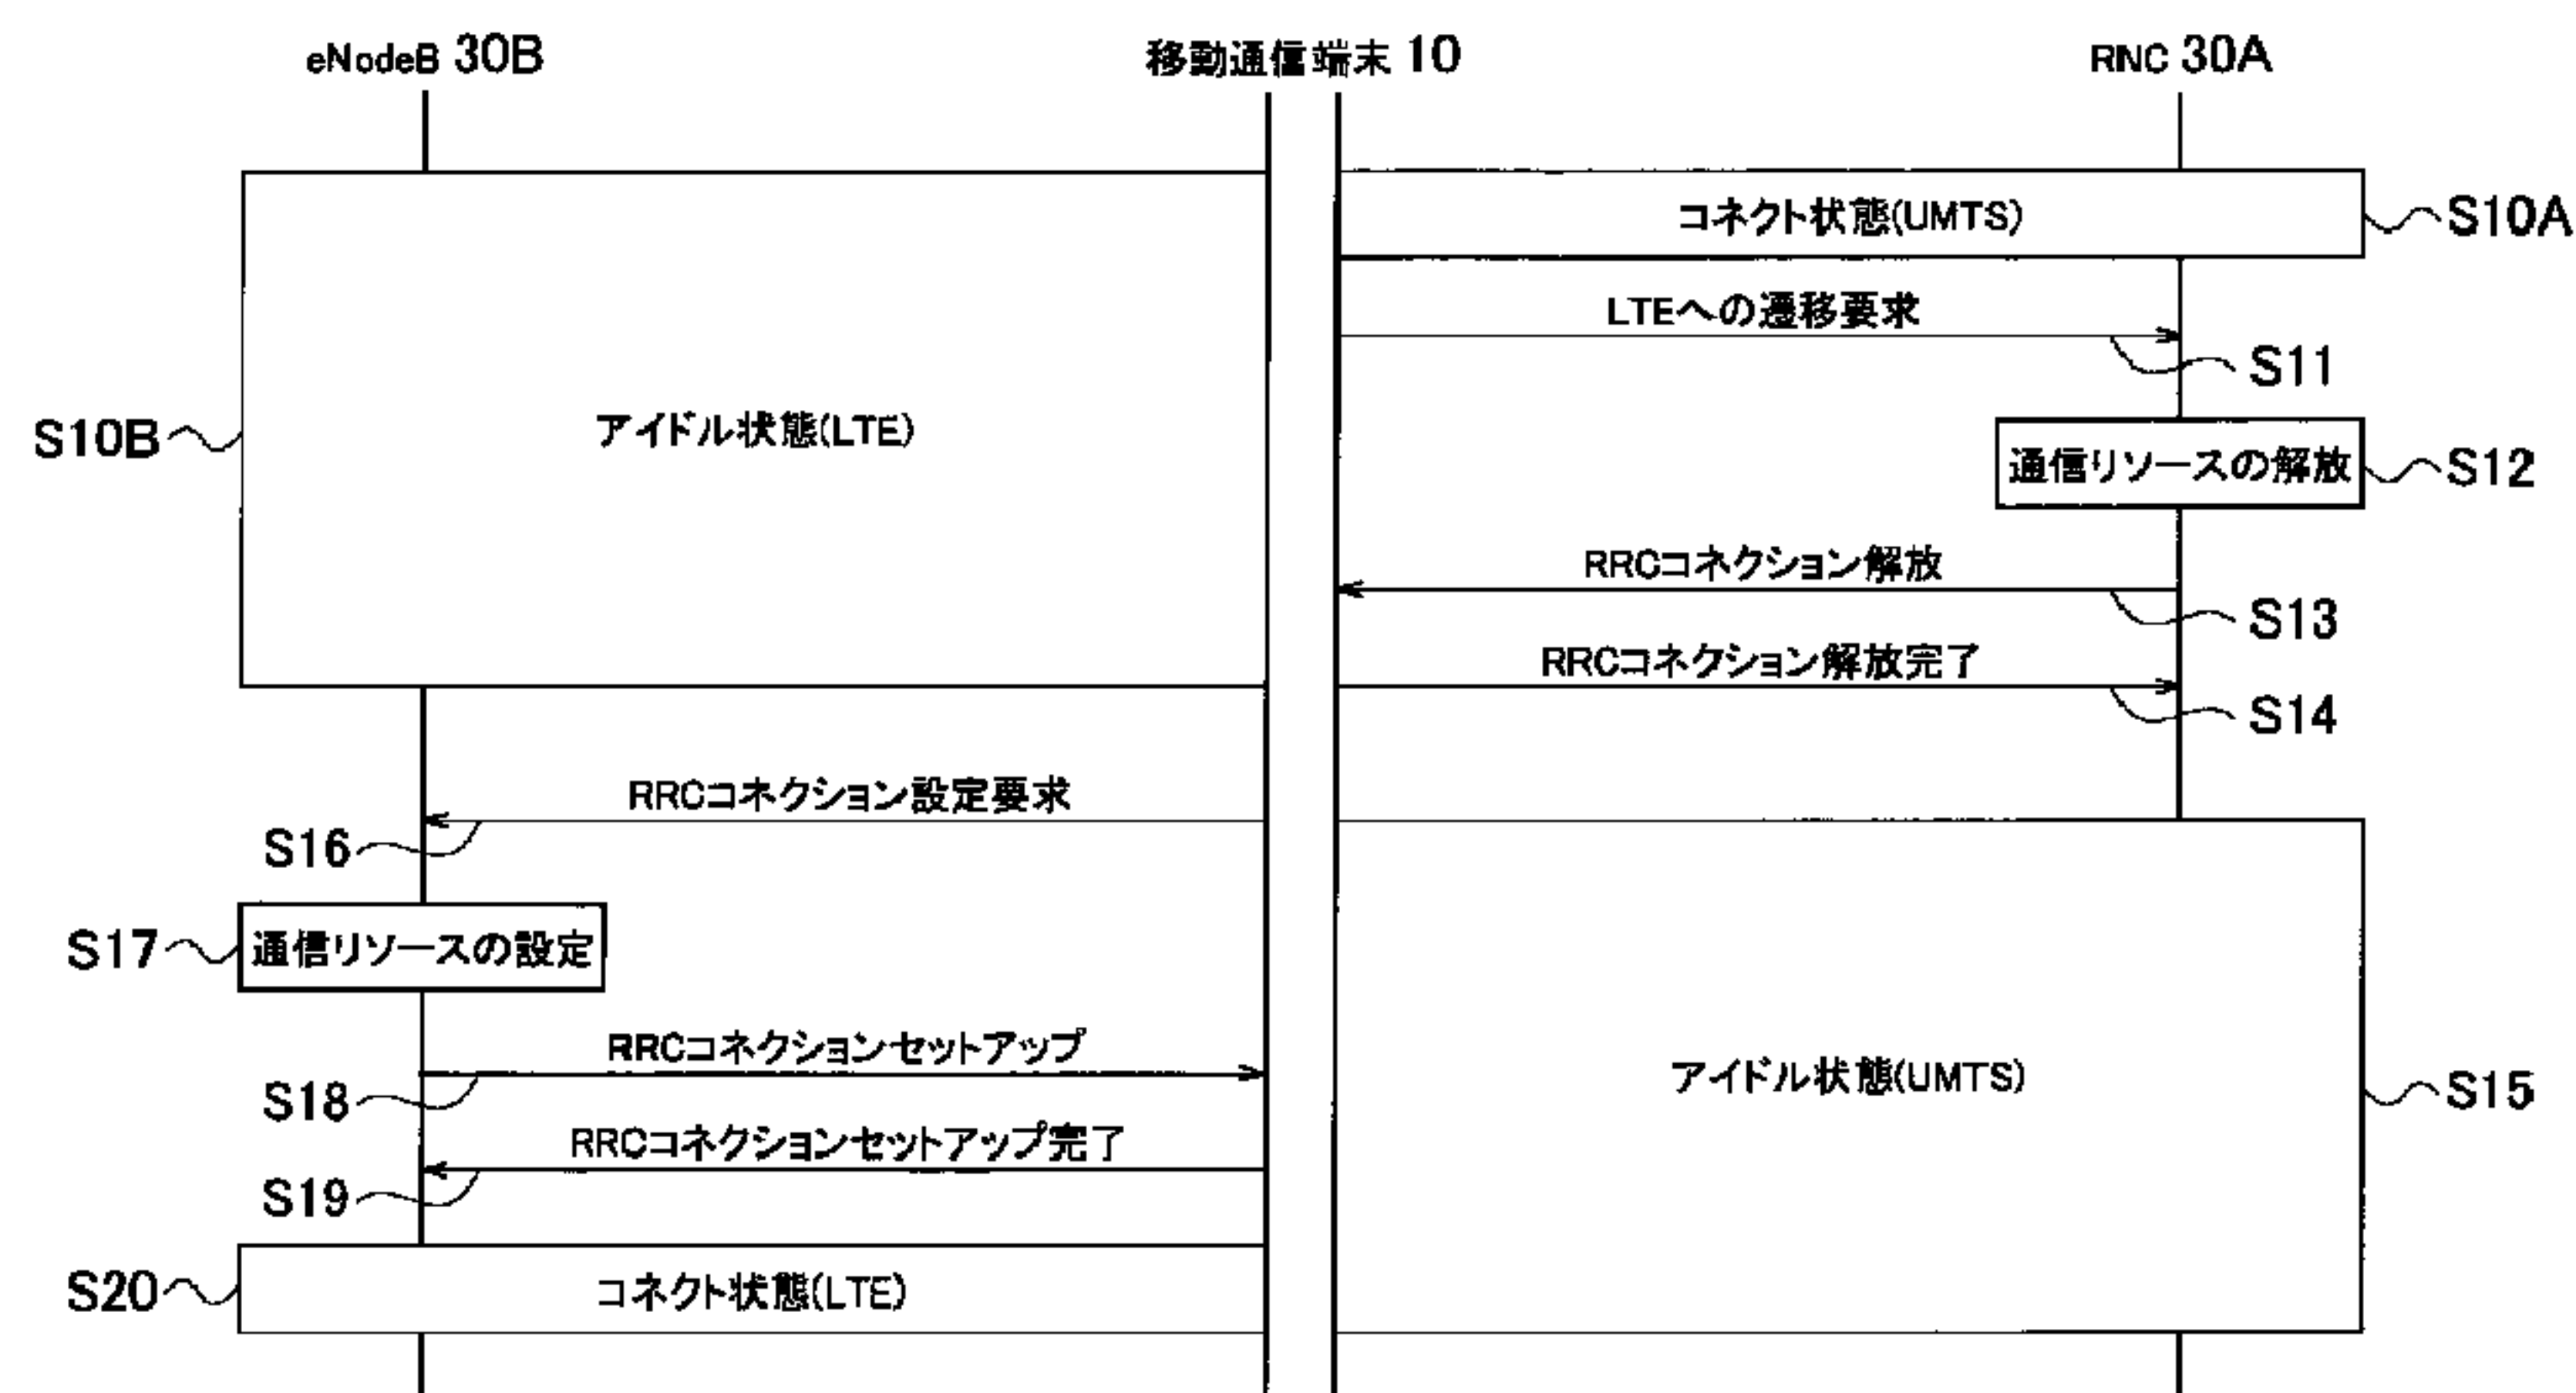 eNodeB 30B
移動通信端末 10
RNC 30A
コネクト状態(UMTS)
S10A
LTEへの遷移要求
S11
アイドル状態(LTE)
S10B
通信リソースの解放
S12
RRCコネクション解放
S13
RRCコネクション解放完了
S14
RRCコネクション設定要求
S16
S17
通信リソースの設定
RRCコネクションセットアップ
S18
アイドル状態(UMTS)
S15
RRCコネクションセットアップ完了
S19
S20
コネクト状態(LTE)